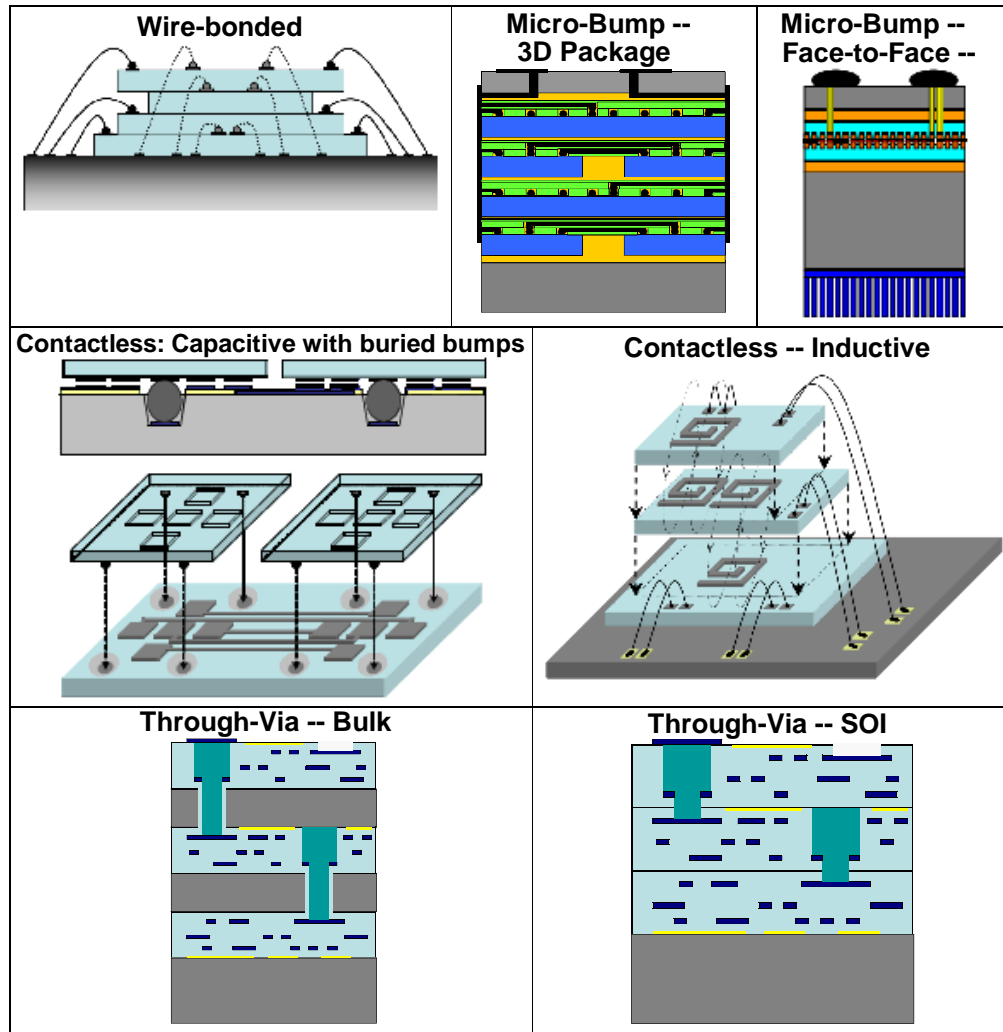 Wire-bonded
Micro-Bump --
3D Package
Micro-Bump --
Face-to-Face --
Contactless: Capacitive with buried bumps
Contactless -- Inductive
Through-Via -- Bulk
Through-Via -- SOI